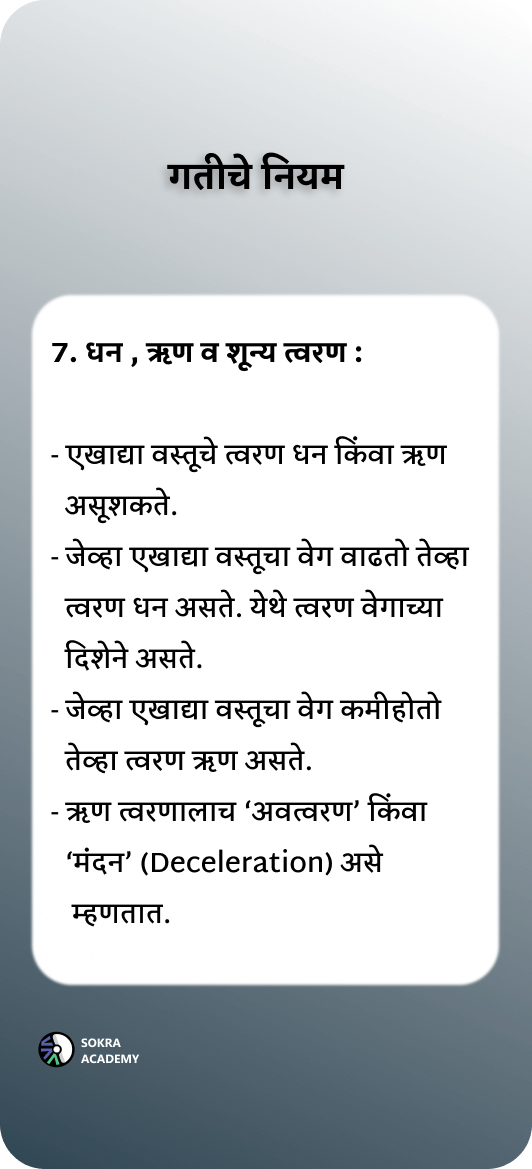 गतीचे नियम
7. धन , ऋण व शून्य त्वरण :
- एखाद्या वस्तूचे त्वरण धन किंवा ऋण
असूशकते.
- जेव्हा एखाद्या वस्तूचा वेग वाढतो तेव्हा
त्वरण धन असते. येथे त्वरण वेगाच्या
दिशेने असते.
- जेव्हा एखाद्या वस्तूचा वेग कमीहोतो
तेव्हा त्वरण ऋण असते.
- ऋण त्वरणालाच ‘अवत्वरण’ किंवा
‘मंदन’ (Deceleration) असे
म्हणतात.
SOKRA
ACADEMY